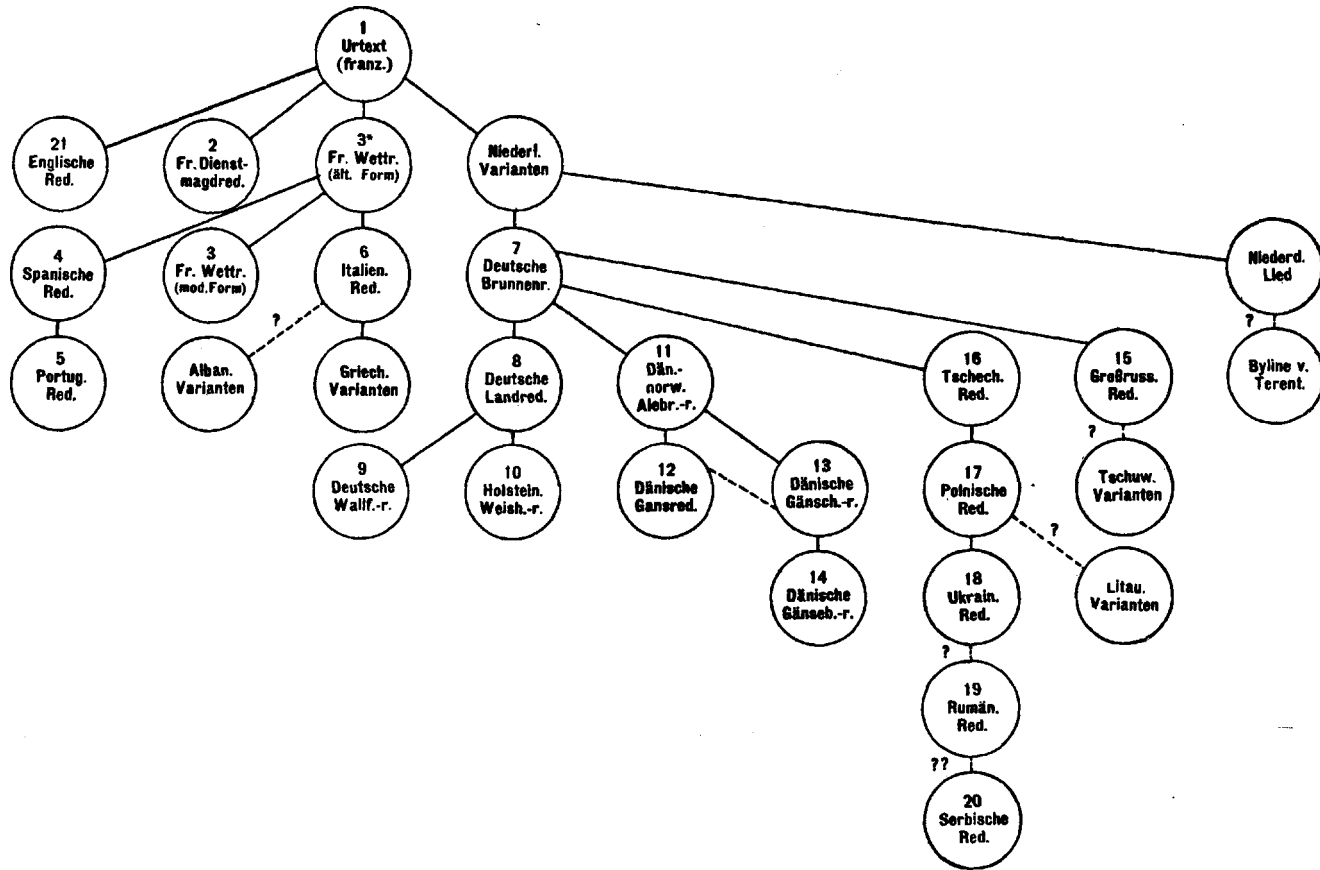 1
Urtext
(franz.)
21
Englische
Red.
2
Fr. Dienst-
magdred.
3*
Fr. Wettr.
(ält. Form)
Niederl.
Varianten
4
Spanische
Red.
3
Fr. Wettr.
(mod. Form)
6
Italien.
Red.
7
Deutsche
Brunnenr.
Niederd.
Lied
?
?
5
Portug.
Red.
Alban.
Varianten
Griech.
Varianten
8
Deutsche
Landred.
11
Dän.-
norw.
Alebr.-r.
16
Tschech.
Red.
15
Großruss.
Red.
Byline v.
Terent.
?
9
Deutsche
Wallf.-r.
10
Holstein.
Weish.-r.
12
Dänische
Gansred.
13
Dänische
Gänsch.-r.
17
Polnische
Red.
Tschuw.
Varianten
?
14
Dänische
Gänseb.-r.
18
Ukrain.
Red.
Litau.
Varianten
?
19
Rumän.
Red.
??
20
Serbische
Red.